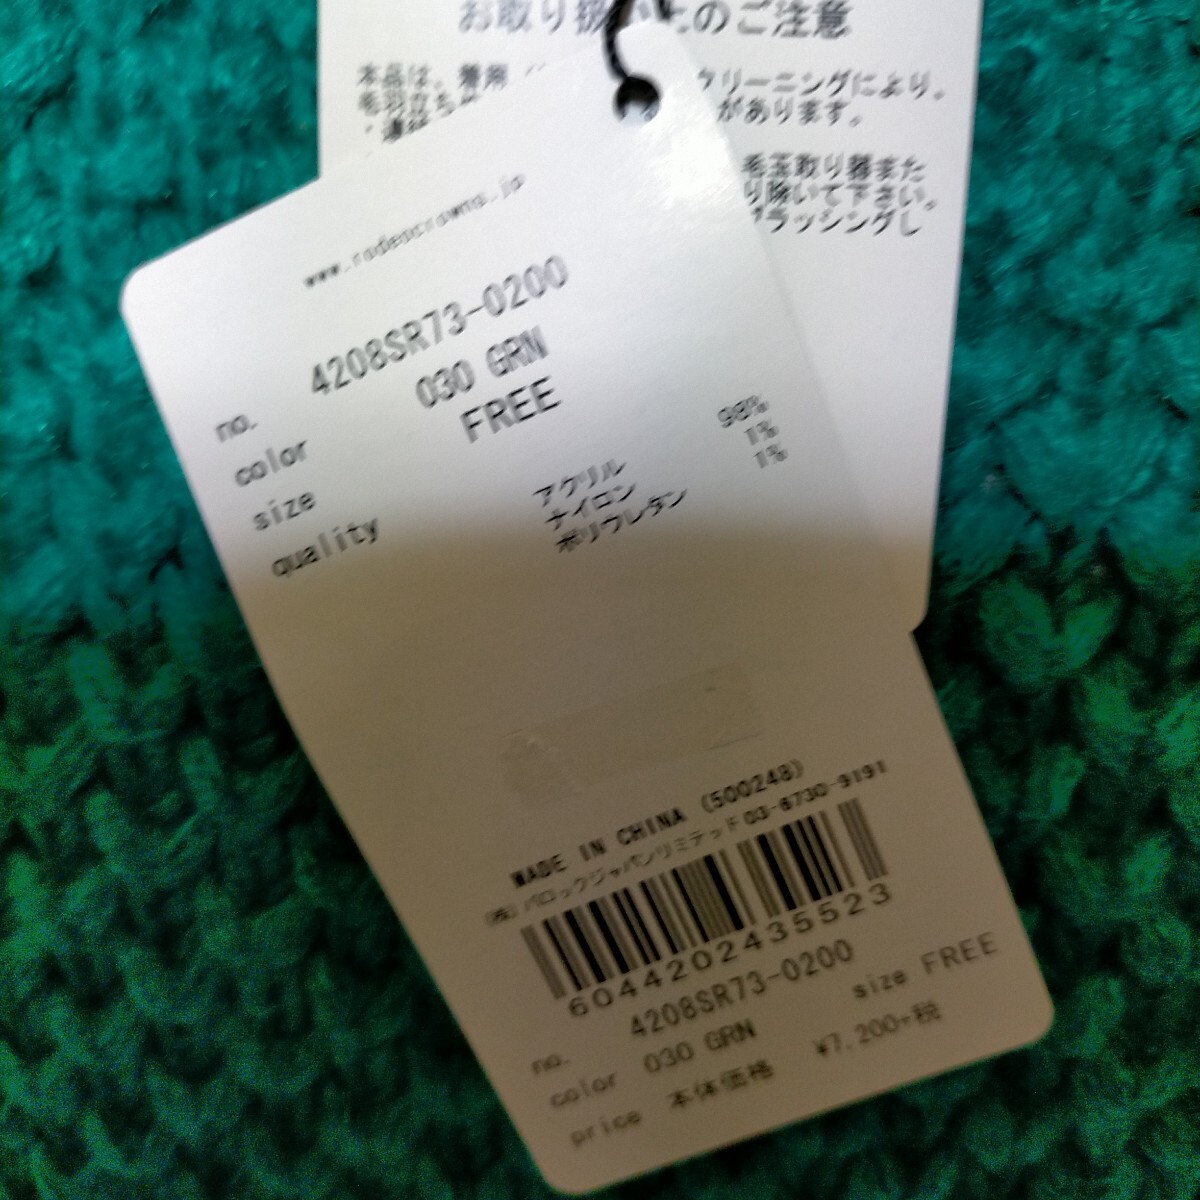 お取り扱い上のご注意
本品は、着用
クリーニングにより、
毛羽立ち
があります。
・連続
毛玉取り器また
り除いて下さい。
ブラッシングし
www.rodeocrowns.jp
no. 4208SR73-0200
color 030 GRN
size FREE
quality アクリル 98%
ナイロン 1%
ポリウレタン 1%
MADE IN CHINA (500248)
(株)バロックジャパンリミテッド03-6730-9191
6044202435523
no. 4208SR73-0200
color 030 GRN size FREE
price 本体価格 ¥7,200+税